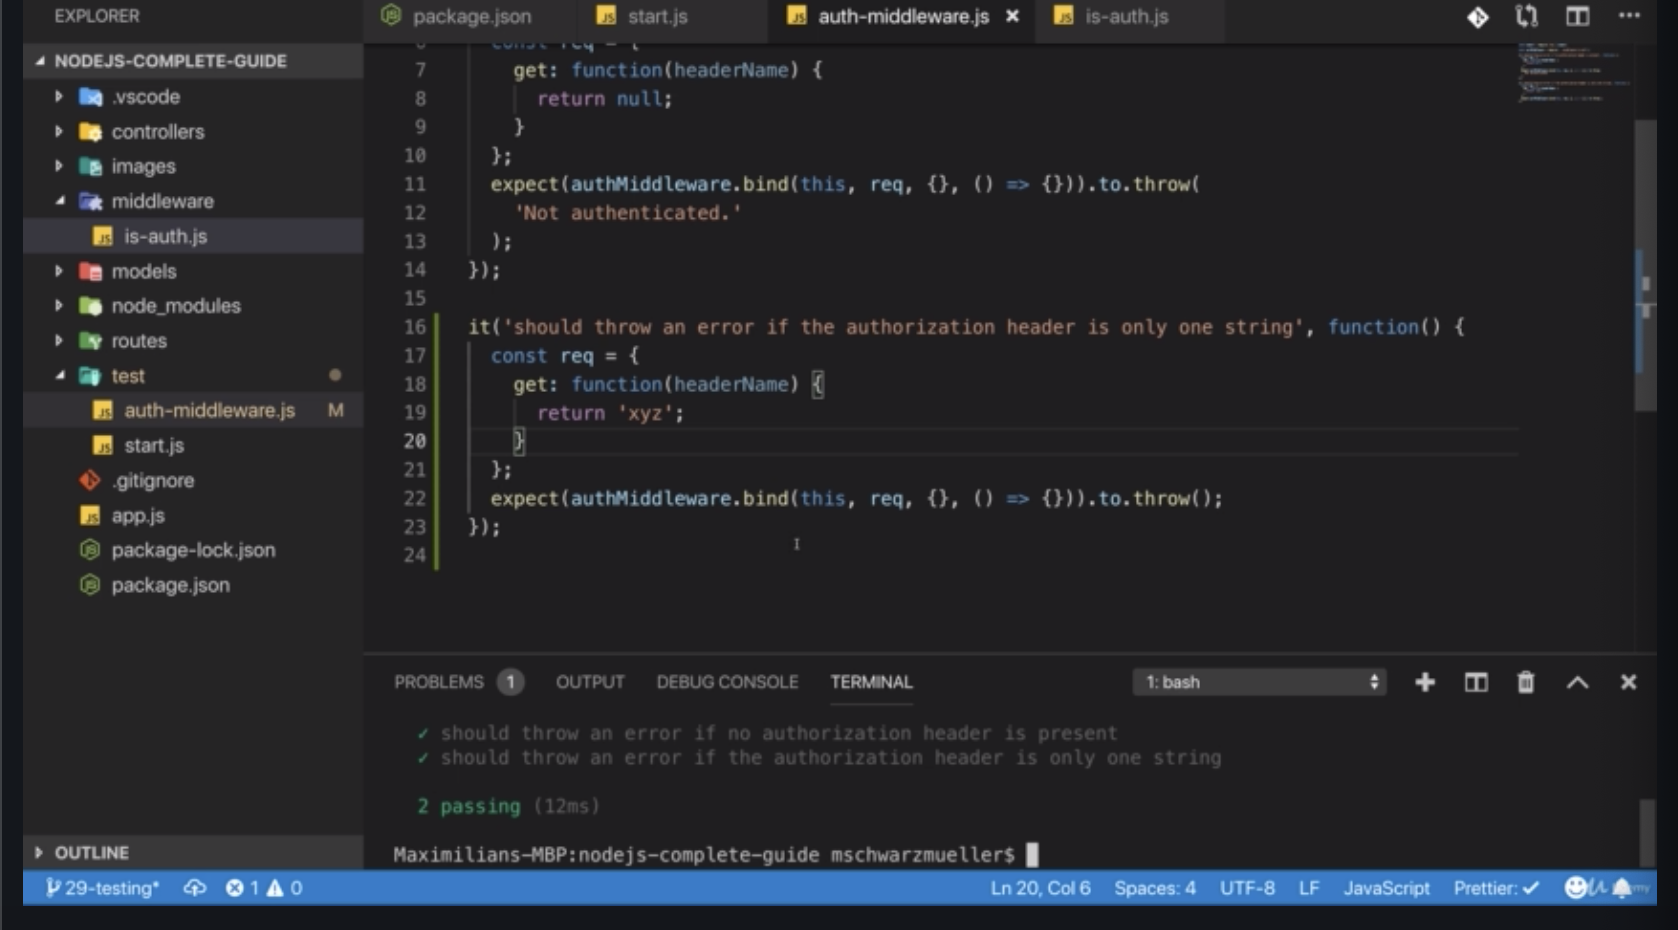 EXPLORER
package.json
start.js
auth-middleware.js ×
is-auth.js
NODEJS-COMPLETE-GUIDE
.vscode
controllers
images
middleware
is-auth.js
models
node_modules
routes
test
auth-middleware.js M
start.js
.gitignore
app.js
package-lock.json
package.json
OUTLINE
6 const req = {
7 get: function(headerName) {
8 return null;
9 }
10 };
11 expect(authMiddleware.bind(this, req, {}, () => {})).to.throw(
12 'Not authenticated.'
13 );
14 });
15
16 it('should throw an error if the authorization header is only one string', function() {
17 const req = {
18 get: function(headerName) {
19 return 'xyz';
20 }
21 };
22 expect(authMiddleware.bind(this, req, {}, () => {})).to.throw();
23 });
24
PROBLEMS 1 OUTPUT DEBUG CONSOLE TERMINAL 1: bash
✓ should throw an error if no authorization header is present
✓ should throw an error if the authorization header is only one string
2 passing (12ms)
Maximilians-MBP:nodejs-complete-guide mschwarzmueller$
29-testing* 1 0 Ln 20, Col 6 Spaces: 4 UTF-8 LF JavaScript Prettier: ✓